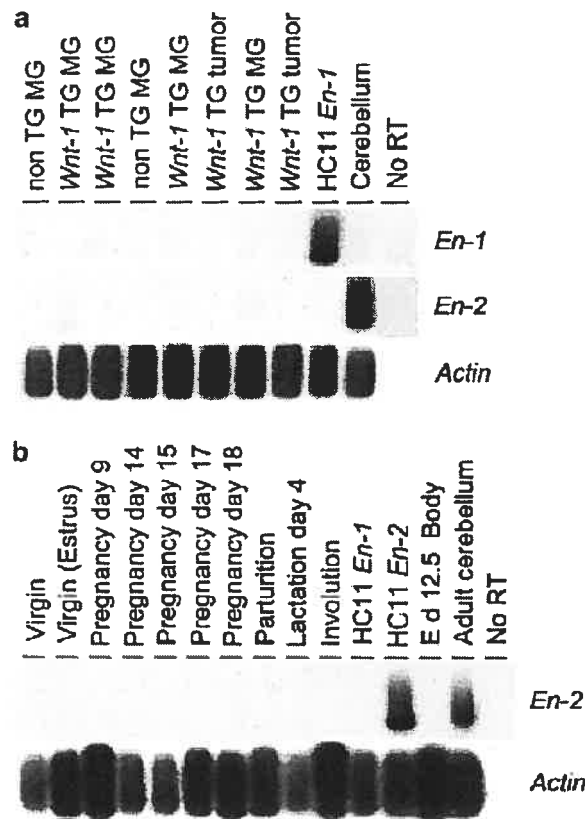 a
non TG MG
Wnt-1 TG MG
Wnt-1 TG MG
non TG MG
Wnt-1 TG MG
Wnt-1 TG tumor
Wnt-1 TG MG
Wnt-1 TG tumor
HC11 En-1
Cerebellum
No RT
En-1
En-2
Actin
b
Virgin
Virgin (Estrus)
Pregnancy day 9
Pregnancy day 14
Pregnancy day 15
Pregnancy day 17
Pregnancy day 18
Parturition
Lactation day 4
Involution
HC11 En-1
HC11 En-2
E d 12.5 Body
Adult cerebellum
No RT
En-2
Actin